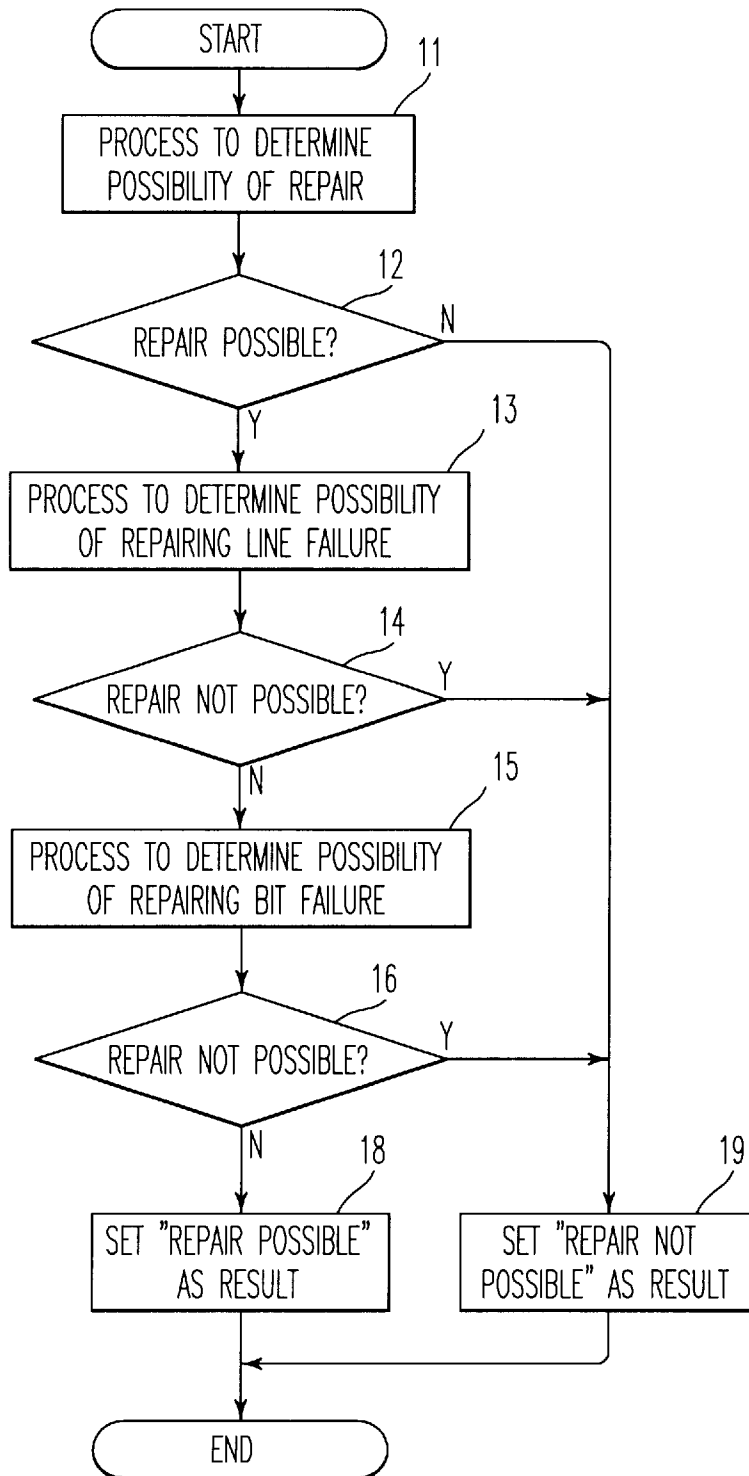 START
11
PROCESS TO DETERMINE
POSSIBILITY OF REPAIR
12
REPAIR POSSIBLE?
N
Y
13
PROCESS TO DETERMINE POSSIBILITY
OF REPAIRING LINE FAILURE
14
REPAIR NOT POSSIBLE?
Y
N
15
PROCESS TO DETERMINE POSSIBILITY
OF REPAIRING BIT FAILURE
16
REPAIR NOT POSSIBLE?
Y
N
18
SET "REPAIR POSSIBLE"
AS RESULT
19
SET "REPAIR NOT
POSSIBLE" AS RESULT
END